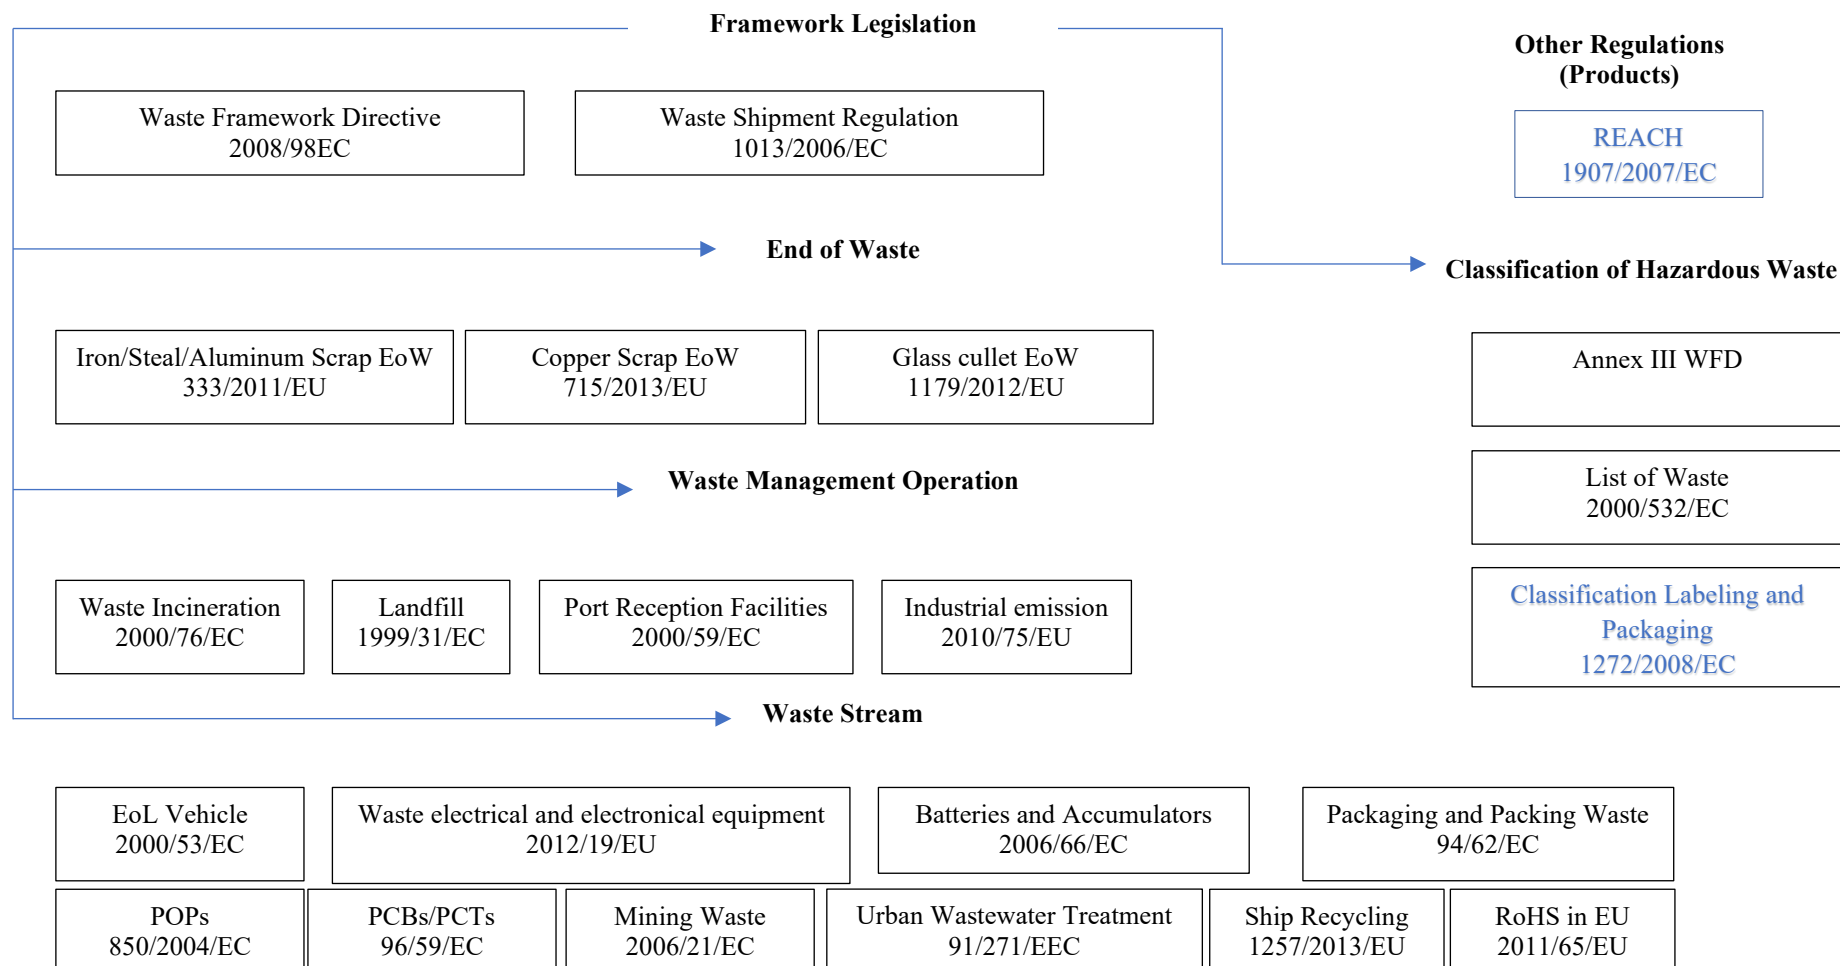 Framework Legislation
Other Regulations
(Products)
Waste Framework Directive
2008/98EC
Waste Shipment Regulation
1013/2006/EC
REACH
1907/2007/EC
End of Waste
Classification of Hazardous Waste
Iron/Steal/Aluminum Scrap EoW
333/2011/EU
Copper Scrap EoW
715/2013/EU
Glass cullet EoW
1179/2012/EU
Annex III WFD
Waste Management Operation
List of Waste
2000/532/EC
Waste Incineration
2000/76/EC
Landfill
1999/31/EC
Port Reception Facilities
2000/59/EC
Industrial emission
2010/75/EU
Classification Labeling and
Packaging
1272/2008/EC
Waste Stream
EoL Vehicle
2000/53/EC
Waste electrical and electronical equipment
2012/19/EU
Batteries and Accumulators
2006/66/EC
Packaging and Packing Waste
94/62/EC
POPs
850/2004/EC
PCBs/PCTs
96/59/EC
Mining Waste
2006/21/EC
Urban Wastewater Treatment
91/271/EEC
Ship Recycling
1257/2013/EU
RoHS in EU
2011/65/EU